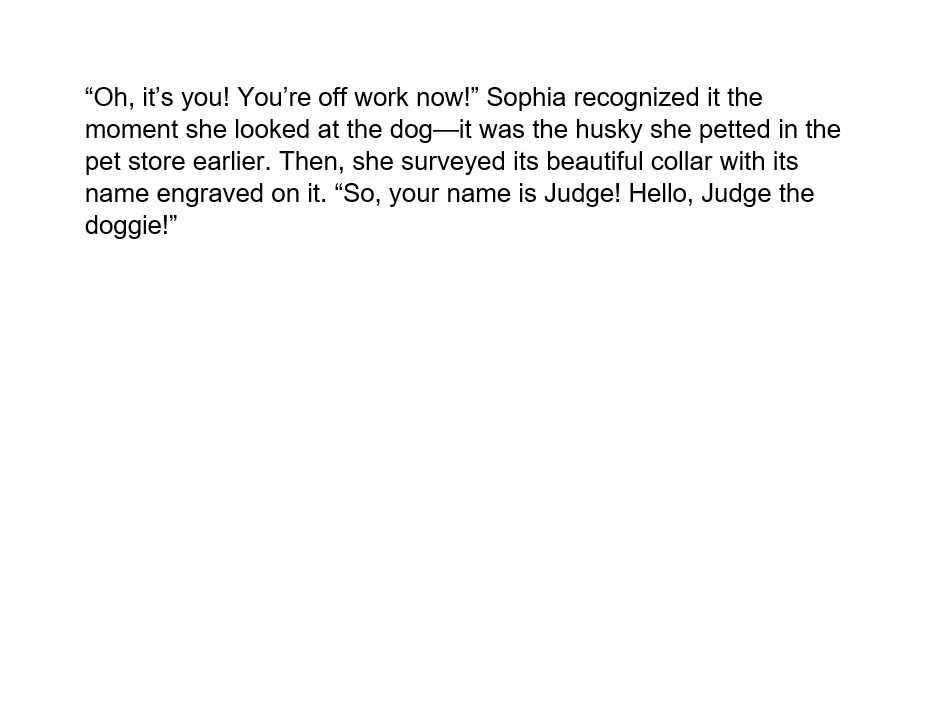 “Oh, it’s you! You’re off work now!” Sophia recognized it the
moment she looked at the dog—it was the husky she petted in the
pet store earlier. Then, she surveyed its beautiful collar with its
name engraved on it. “So, your name is Judge! Hello, Judge the
doggie!”